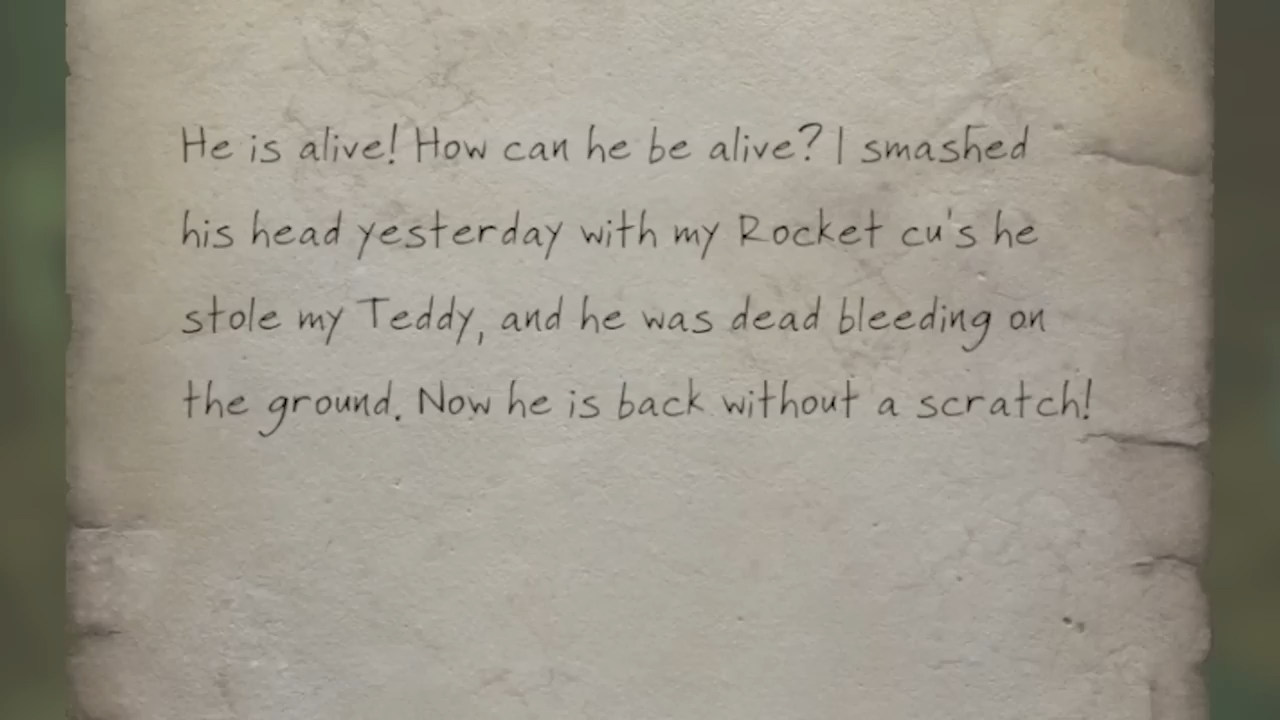 He is alive! How can he be alive? I smashed
his head yesterday with my Rocket cu's he
stole my Teddy, and he was dead bleeding on
the ground. Now he is back without a scratch!